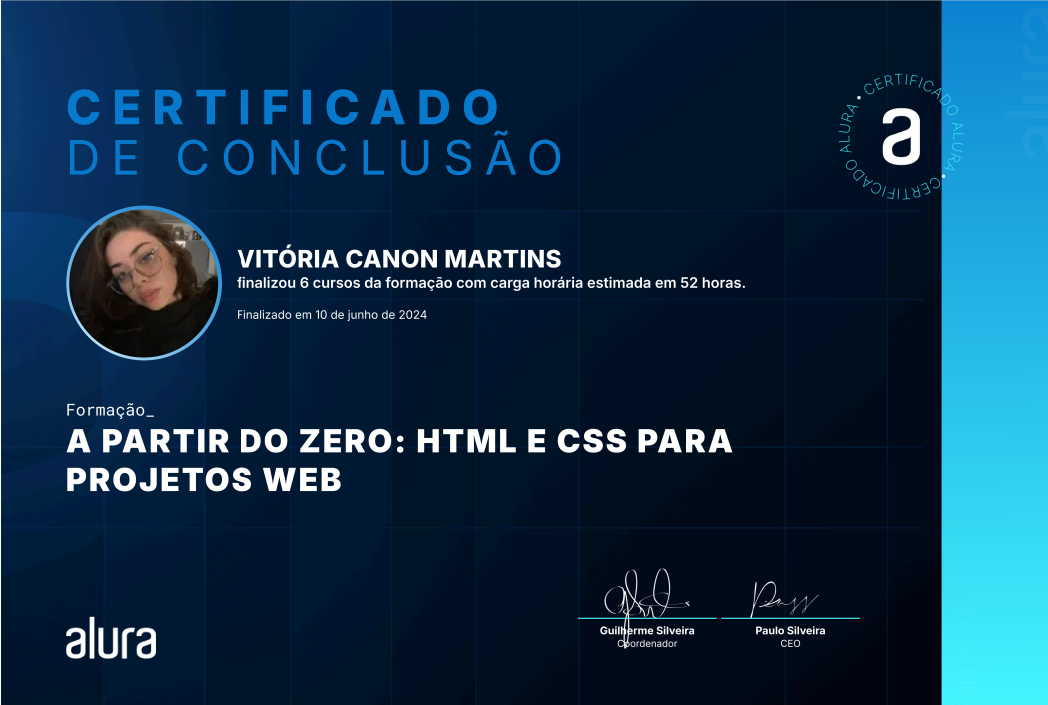 CERTIFICADO
DE CONCLUSÃO
CERTIFICADO ALURA • CERTIFICADO ALURA •
a
VITÓRIA CANON MARTINS
finalizou 6 cursos da formação com carga horária estimada em 52 horas.
Finalizado em 10 de junho de 2024
Formação_
A PARTIR DO ZERO: HTML E CSS PARA
PROJETOS WEB
alura
Guilherme Silveira
Coordenador
Paulo Silveira
CEO
alura